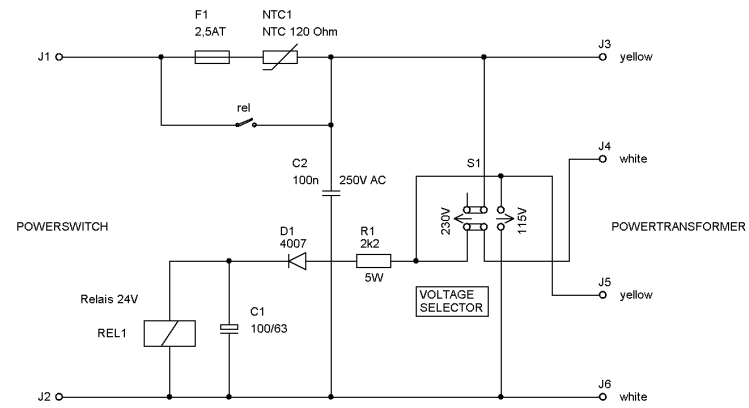 F1
2,5AT
NTC1
NTC 120 Ohm
J1
J3
yellow
rel
J4
white
C2
100n
250V AC
S1
230V
115V
POWERSWITCH
POWERTRANSFORMER
D1
4007
R1
2k2
5W
VOLTAGE
SELECTOR
J5
yellow
Relais 24V
REL1
C1
100/63
J2
J6
white